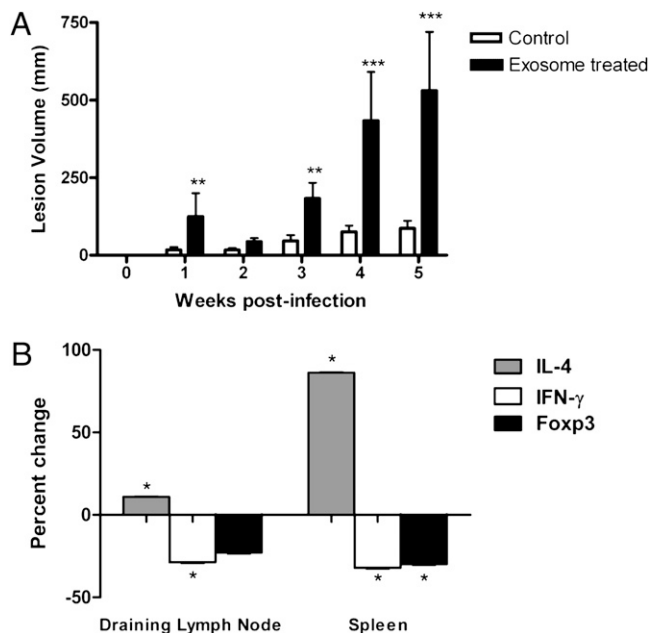 A
750
500
250
0
Lesion Volume (mm)
** ** *** ***
0 1 2 3 4 5
Weeks post-infection
Control
Exosome treated
B
100
50
0
-50
Percent change
* * * * *
Draining Lymph Node Spleen
IL-4
IFN-γ
Foxp3